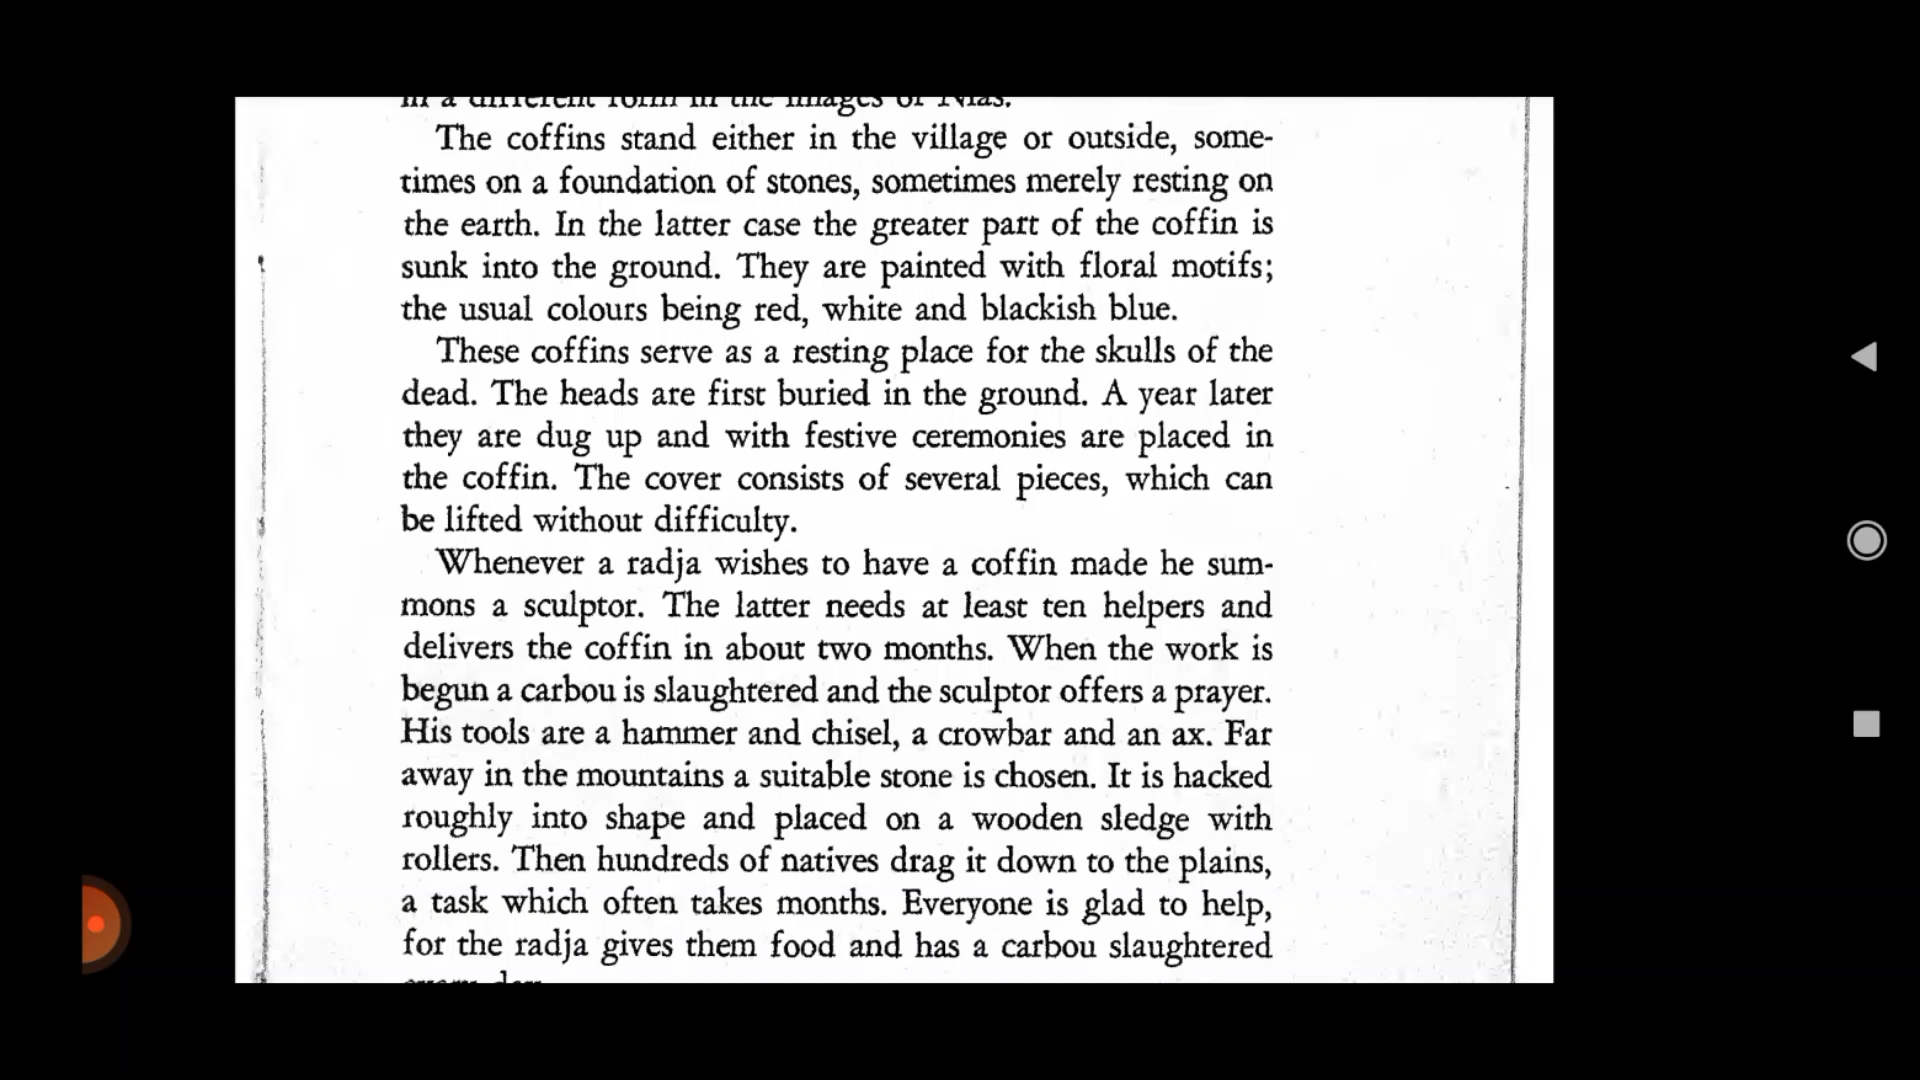 in a different form in the images of Nias.
The coffins stand either in the village or outside, some-
times on a foundation of stones, sometimes merely resting on
the earth. In the latter case the greater part of the coffin is
sunk into the ground. They are painted with floral motifs;
the usual colours being red, white and blackish blue.
These coffins serve as a resting place for the skulls of the
dead. The heads are first buried in the ground. A year later
they are dug up and with festive ceremonies are placed in
the coffin. The cover consists of several pieces, which can
be lifted without difficulty.
Whenever a radja wishes to have a coffin made he sum-
mons a sculptor. The latter needs at least ten helpers and
delivers the coffin in about two months. When the work is
begun a carbou is slaughtered and the sculptor offers a prayer.
His tools are a hammer and chisel, a crowbar and an ax. Far
away in the mountains a suitable stone is chosen. It is hacked
roughly into shape and placed on a wooden sledge with
rollers. Then hundreds of natives drag it down to the plains,
a task which often takes months. Everyone is glad to help,
for the radja gives them food and has a carbou slaughtered
every day